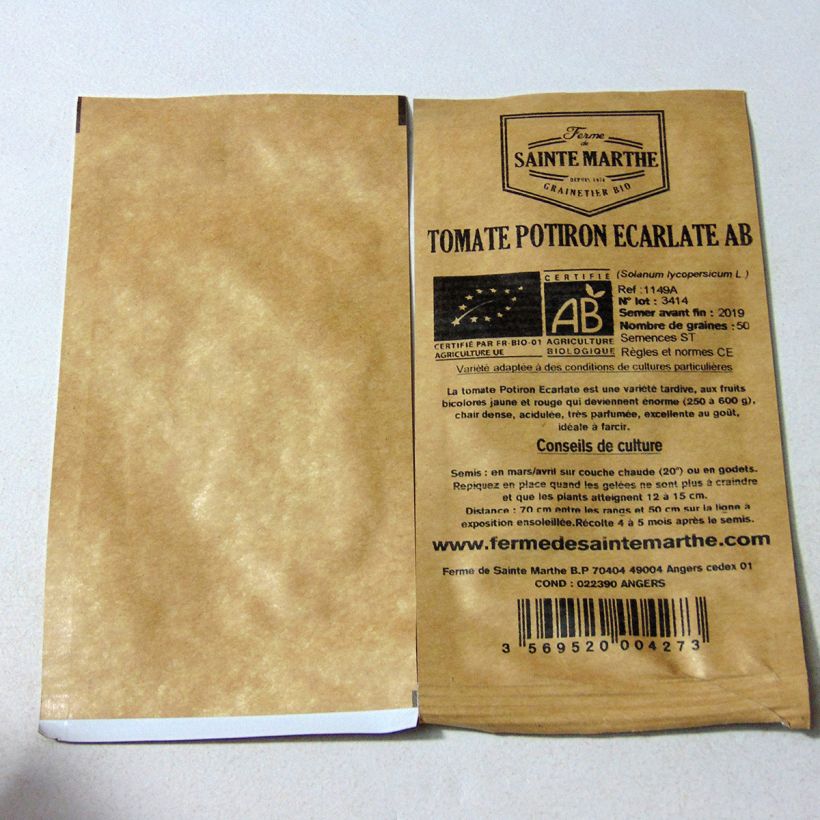 Ferme
de
SAINTE MARTHE
DEPUIS 1974
GRAINETIER BIO
TOMATE POTIRON ECARLATE AB
(Solanum lycopersicum L )
CERTIFIÉ
AB
AGRICULTURE
BIOLOGIQUE
CERTIFIÉ PAR FR-BIO-01
AGRICULTURE UE
Ref :1149A
N° lot : 3414
Semer avant fin : 2019
Nombre de graines :50
Semences ST
Règles et normes CE
Variété adaptée à des conditions de cultures particulières
La tomate Potiron Ecarlate est une variété tardive, aux fruits
bicolores jaune et rouge qui deviennent énorme (250 à 600 g),
chair dense, acidulée, très parfumée, excellente au goût,
idéale à farcir.
Conseils de culture
Semis : en mars/avril sur couche chaude (20°) ou en godets.
Repiquez en place quand les gelées ne sont plus à craindre
et que les plants atteignent 12 à 15 cm.
Distance : 70 cm entre les rangs et 50 cm sur la ligne à
exposition ensoleillée.Récolte 4 à 5 mois après le semis.
www.fermedesaintemarthe.com
Ferme de Sainte Marthe B.P 70404 49004 Angers cedex 01
COND : 022390 ANGERS
3 569520 004273